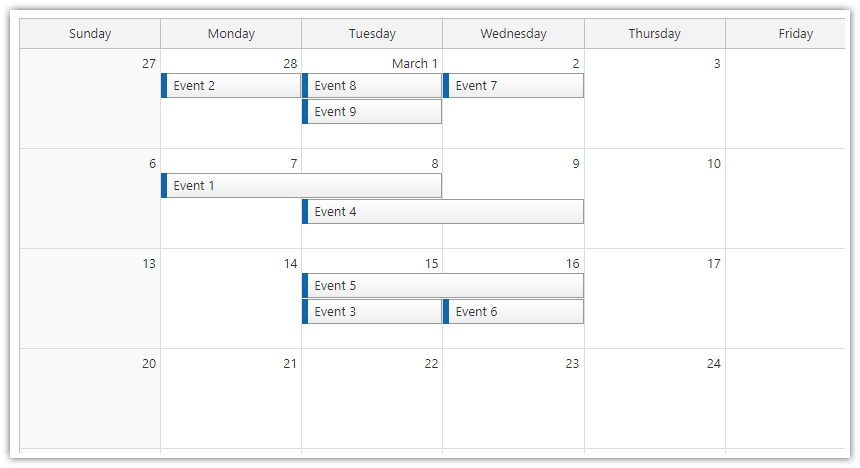 Sunday Monday Tuesday Wednesday Thursday Friday
27 28 March 1 2 3
Event 2 Event 8 Event 7
Event 9
6 7 8 9 10
Event 1
Event 4
13 14 15 16 17
Event 5
Event 3 Event 6
20 21 22 23 24